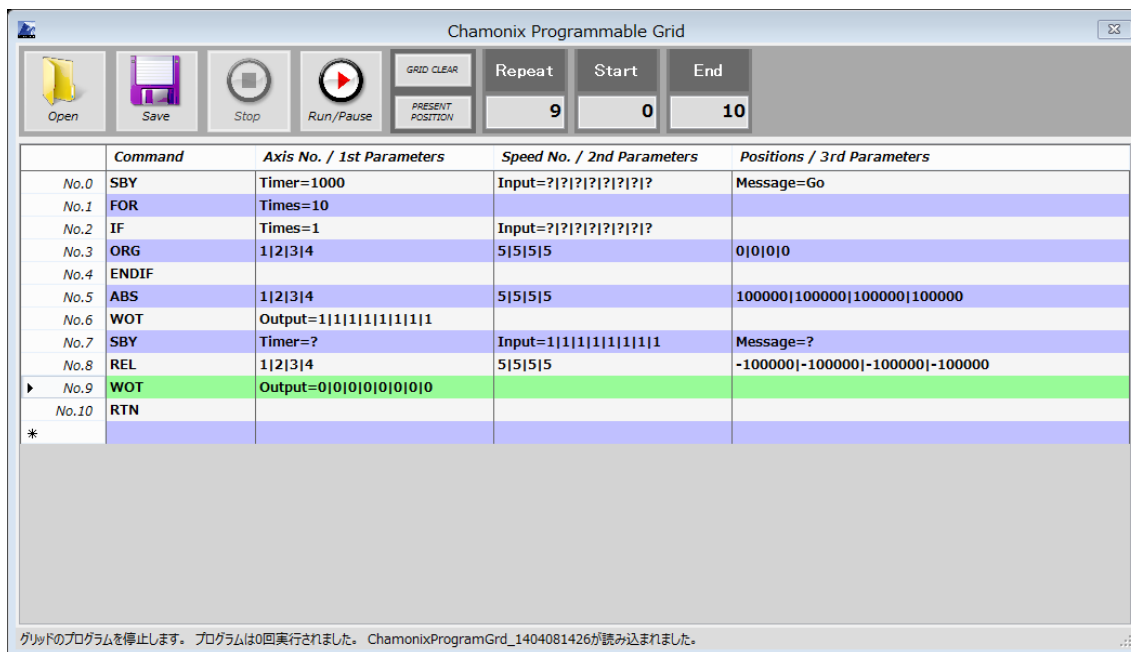 Chamonix Programmable Grid
Open
Save
Stop
Run/Pause
GRID CLEAR
PRESENT POSITION
Repeat Start End
9 0 10
Command Axis No. / 1st Parameters Speed No. / 2nd Parameters Positions / 3rd Parameters
No.0 SBY Timer=1000 Input=?|?|?|?|?|?|?|? Message=Go
No.1 FOR Times=10
No.2 IF Times=1 Input=?|?|?|?|?|?|?|?
No.3 ORG 1|2|3|4 5|5|5|5 0|0|0|0
No.4 ENDIF
No.5 ABS 1|2|3|4 5|5|5|5 100000|100000|100000|100000
No.6 WOT Output=1|1|1|1|1|1|1|1
No.7 SBY Timer=? Input=1|1|1|1|1|1|1|1 Message=?
No.8 REL 1|2|3|4 5|5|5|5 -100000|-100000|-100000|-100000
No.9 WOT Output=0|0|0|0|0|0|0|0
No.10 RTN
グリッドのプログラムを停止します。 プログラムは0回実行されました。 ChamonixProgramGrd_1404081426が読み込まれました。